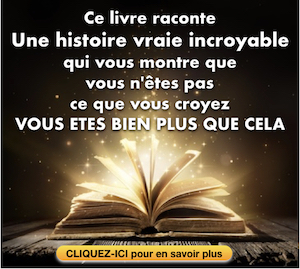 Ce livre raconte
Une histoire vraie incroyable
qui vous montre que
vous n'êtes pas
ce que vous croyez
VOUS ETES BIEN PLUS QUE CELA
CLIQUEZ-ICI pour en savoir plus